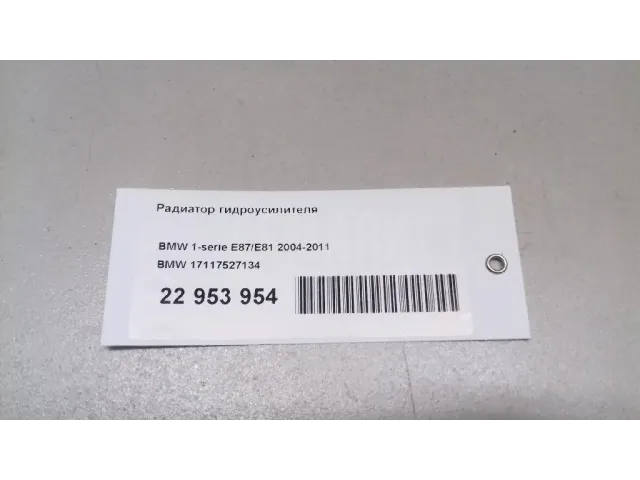 Радиатор гидроусилителя
BMW 1-serie E87/E81 2004-2011
BMW 17117527134
22 953 954